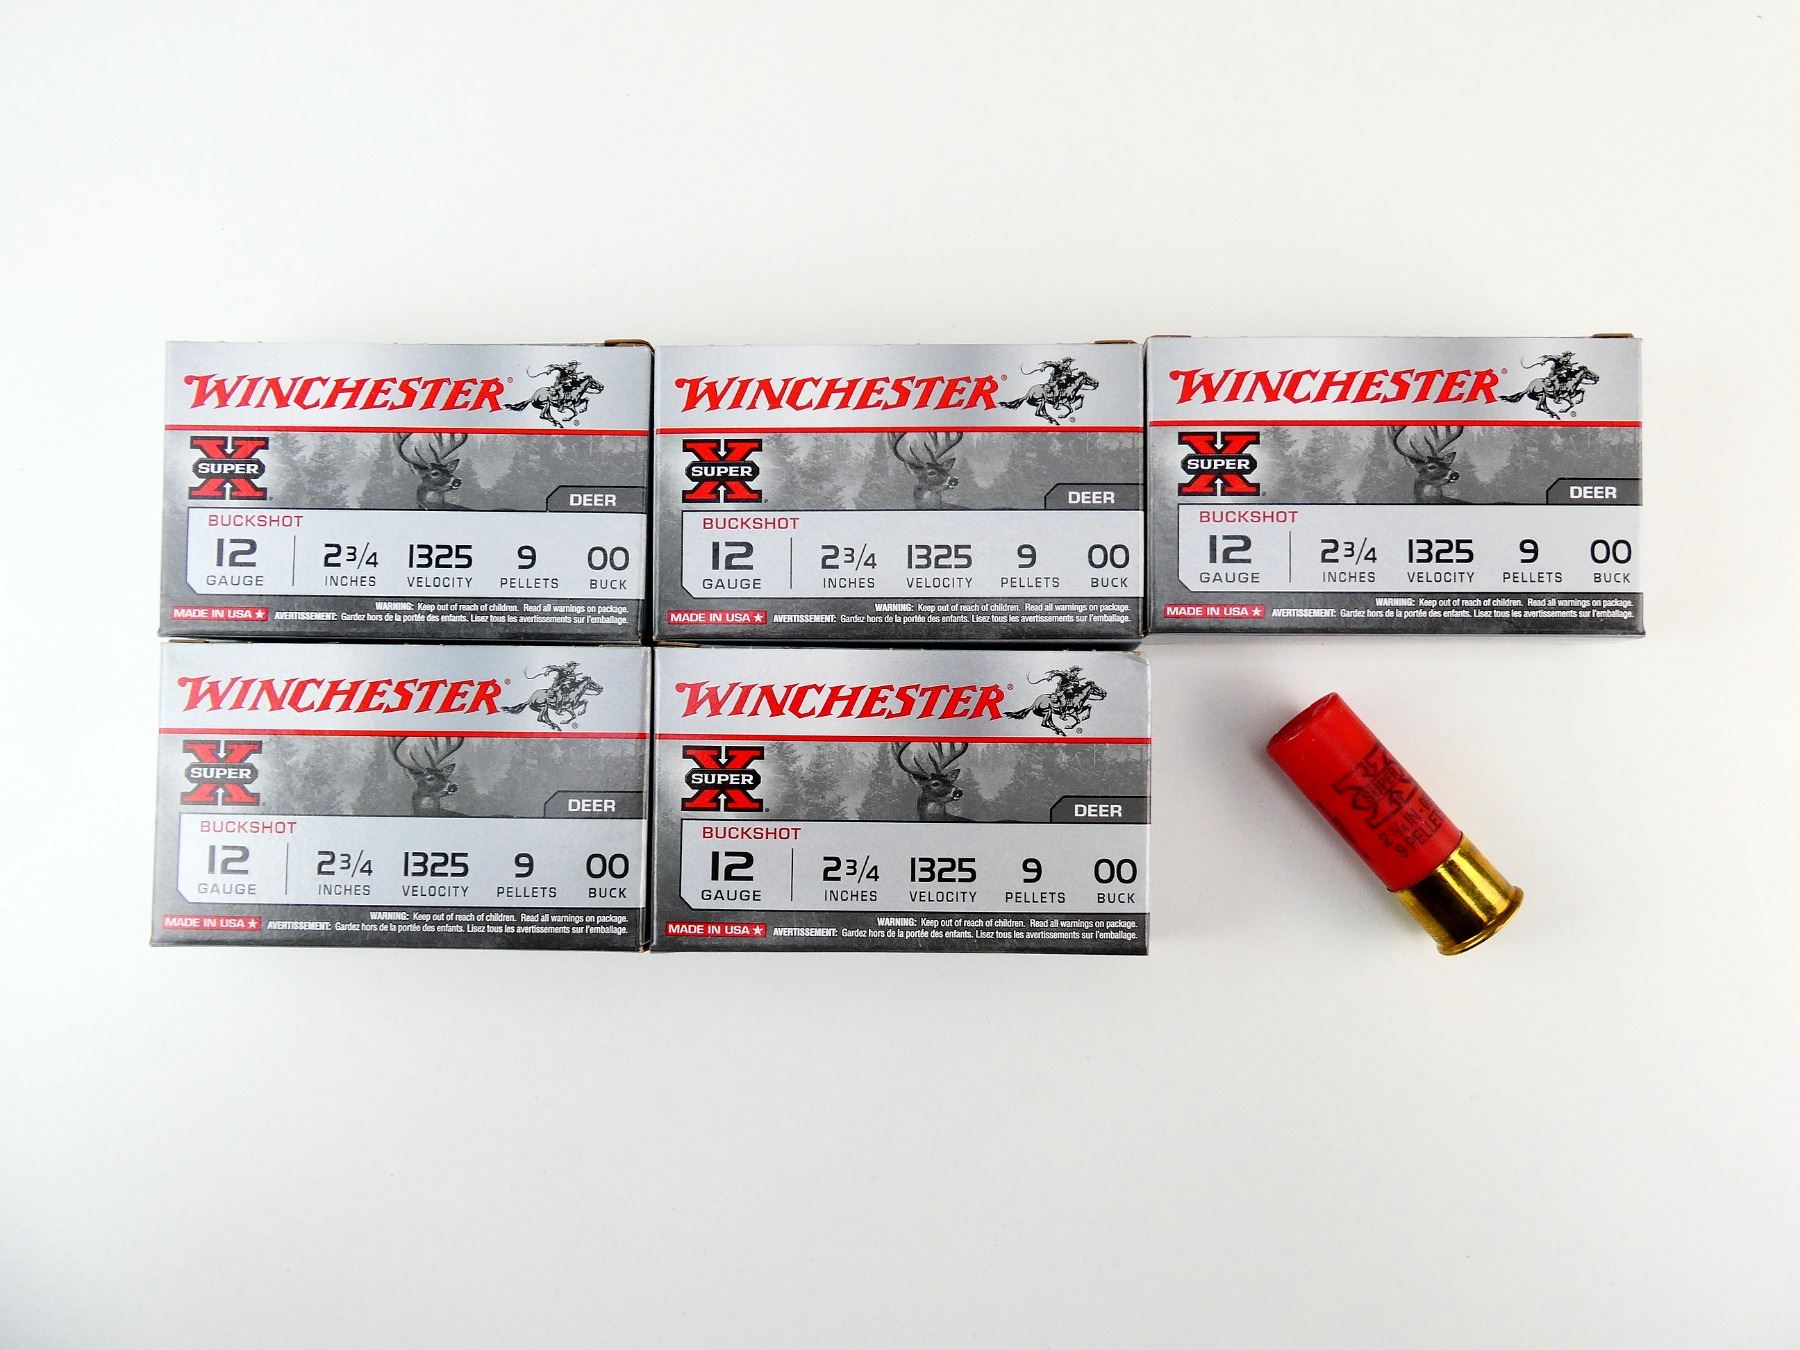 WINCHESTER®
X SUPER ®
DEER
BUCKSHOT
12 GAUGE 2 3/4 INCHES 1325 VELOCITY 9 PELLETS 00 BUCK
WARNING: Keep out of reach of children. Read all warnings on package.
MADE IN USA ★ AVERTISSEMENT: Gardez hors de la portée des enfants. Lisez tous les avertissements sur l'emballage.
WINCHESTER®
X SUPER ®
DEER
BUCKSHOT
12 GAUGE 2 3/4 INCHES 1325 VELOCITY 9 PELLETS 00 BUCK
WARNING: Keep out of reach of children. Read all warnings on package.
MADE IN USA ★ AVERTISSEMENT: Gardez hors de la portée des enfants. Lisez tous les avertissements sur l'emballage.
WINCHESTER®
X SUPER ®
DEER
BUCKSHOT
12 GAUGE 2 3/4 INCHES 1325 VELOCITY 9 PELLETS 00 BUCK
WARNING: Keep out of reach of children. Read all warnings on package.
MADE IN USA ★ AVERTISSEMENT: Gardez hors de la portée des enfants. Lisez tous les avertissements sur l'emballage.
WINCHESTER®
X SUPER ®
DEER
BUCKSHOT
12 GAUGE 2 3/4 INCHES 1325 VELOCITY 9 PELLETS 00 BUCK
WARNING: Keep out of reach of children. Read all warnings on package.
MADE IN USA ★ AVERTISSEMENT: Gardez hors de la portée des enfants. Lisez tous les avertissements sur l'emballage.
WINCHESTER®
X SUPER ®
DEER
BUCKSHOT
12 GAUGE 2 3/4 INCHES 1325 VELOCITY 9 PELLETS 00 BUCK
WARNING: Keep out of reach of children. Read all warnings on package.
MADE IN USA ★ AVERTISSEMENT: Gardez hors de la portée des enfants. Lisez tous les avertissements sur l'emballage.
X SUPER
2 3/4 IN-
9 PELLET